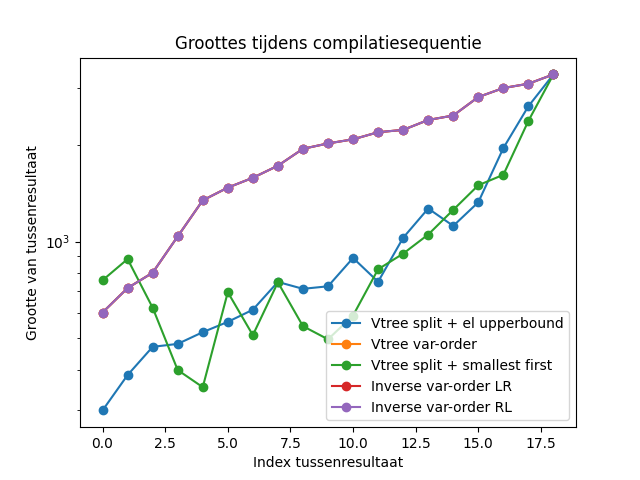 Groottes tijdens compilatiesequentie
Grootte van tussenresultaat
10³
Vtree split + el upperbound
Vtree var-order
Vtree split + smallest first
Inverse var-order LR
Inverse var-order RL
0.0 2.5 5.0 7.5 10.0 12.5 15.0 17.5
Index tussenresultaat